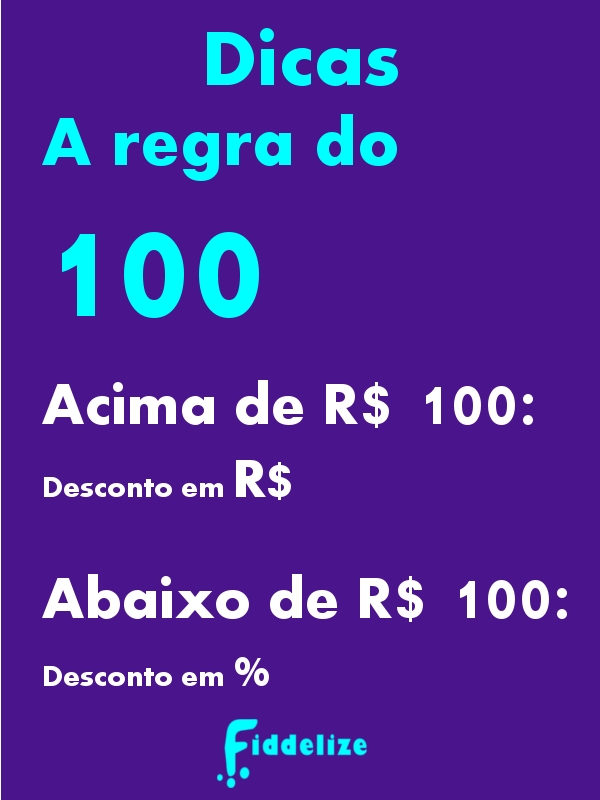 Dicas
A regra do
100
Acima de R$ 100:
Desconto em R$
Abaixo de R$ 100:
Desconto em %
Fiddelize